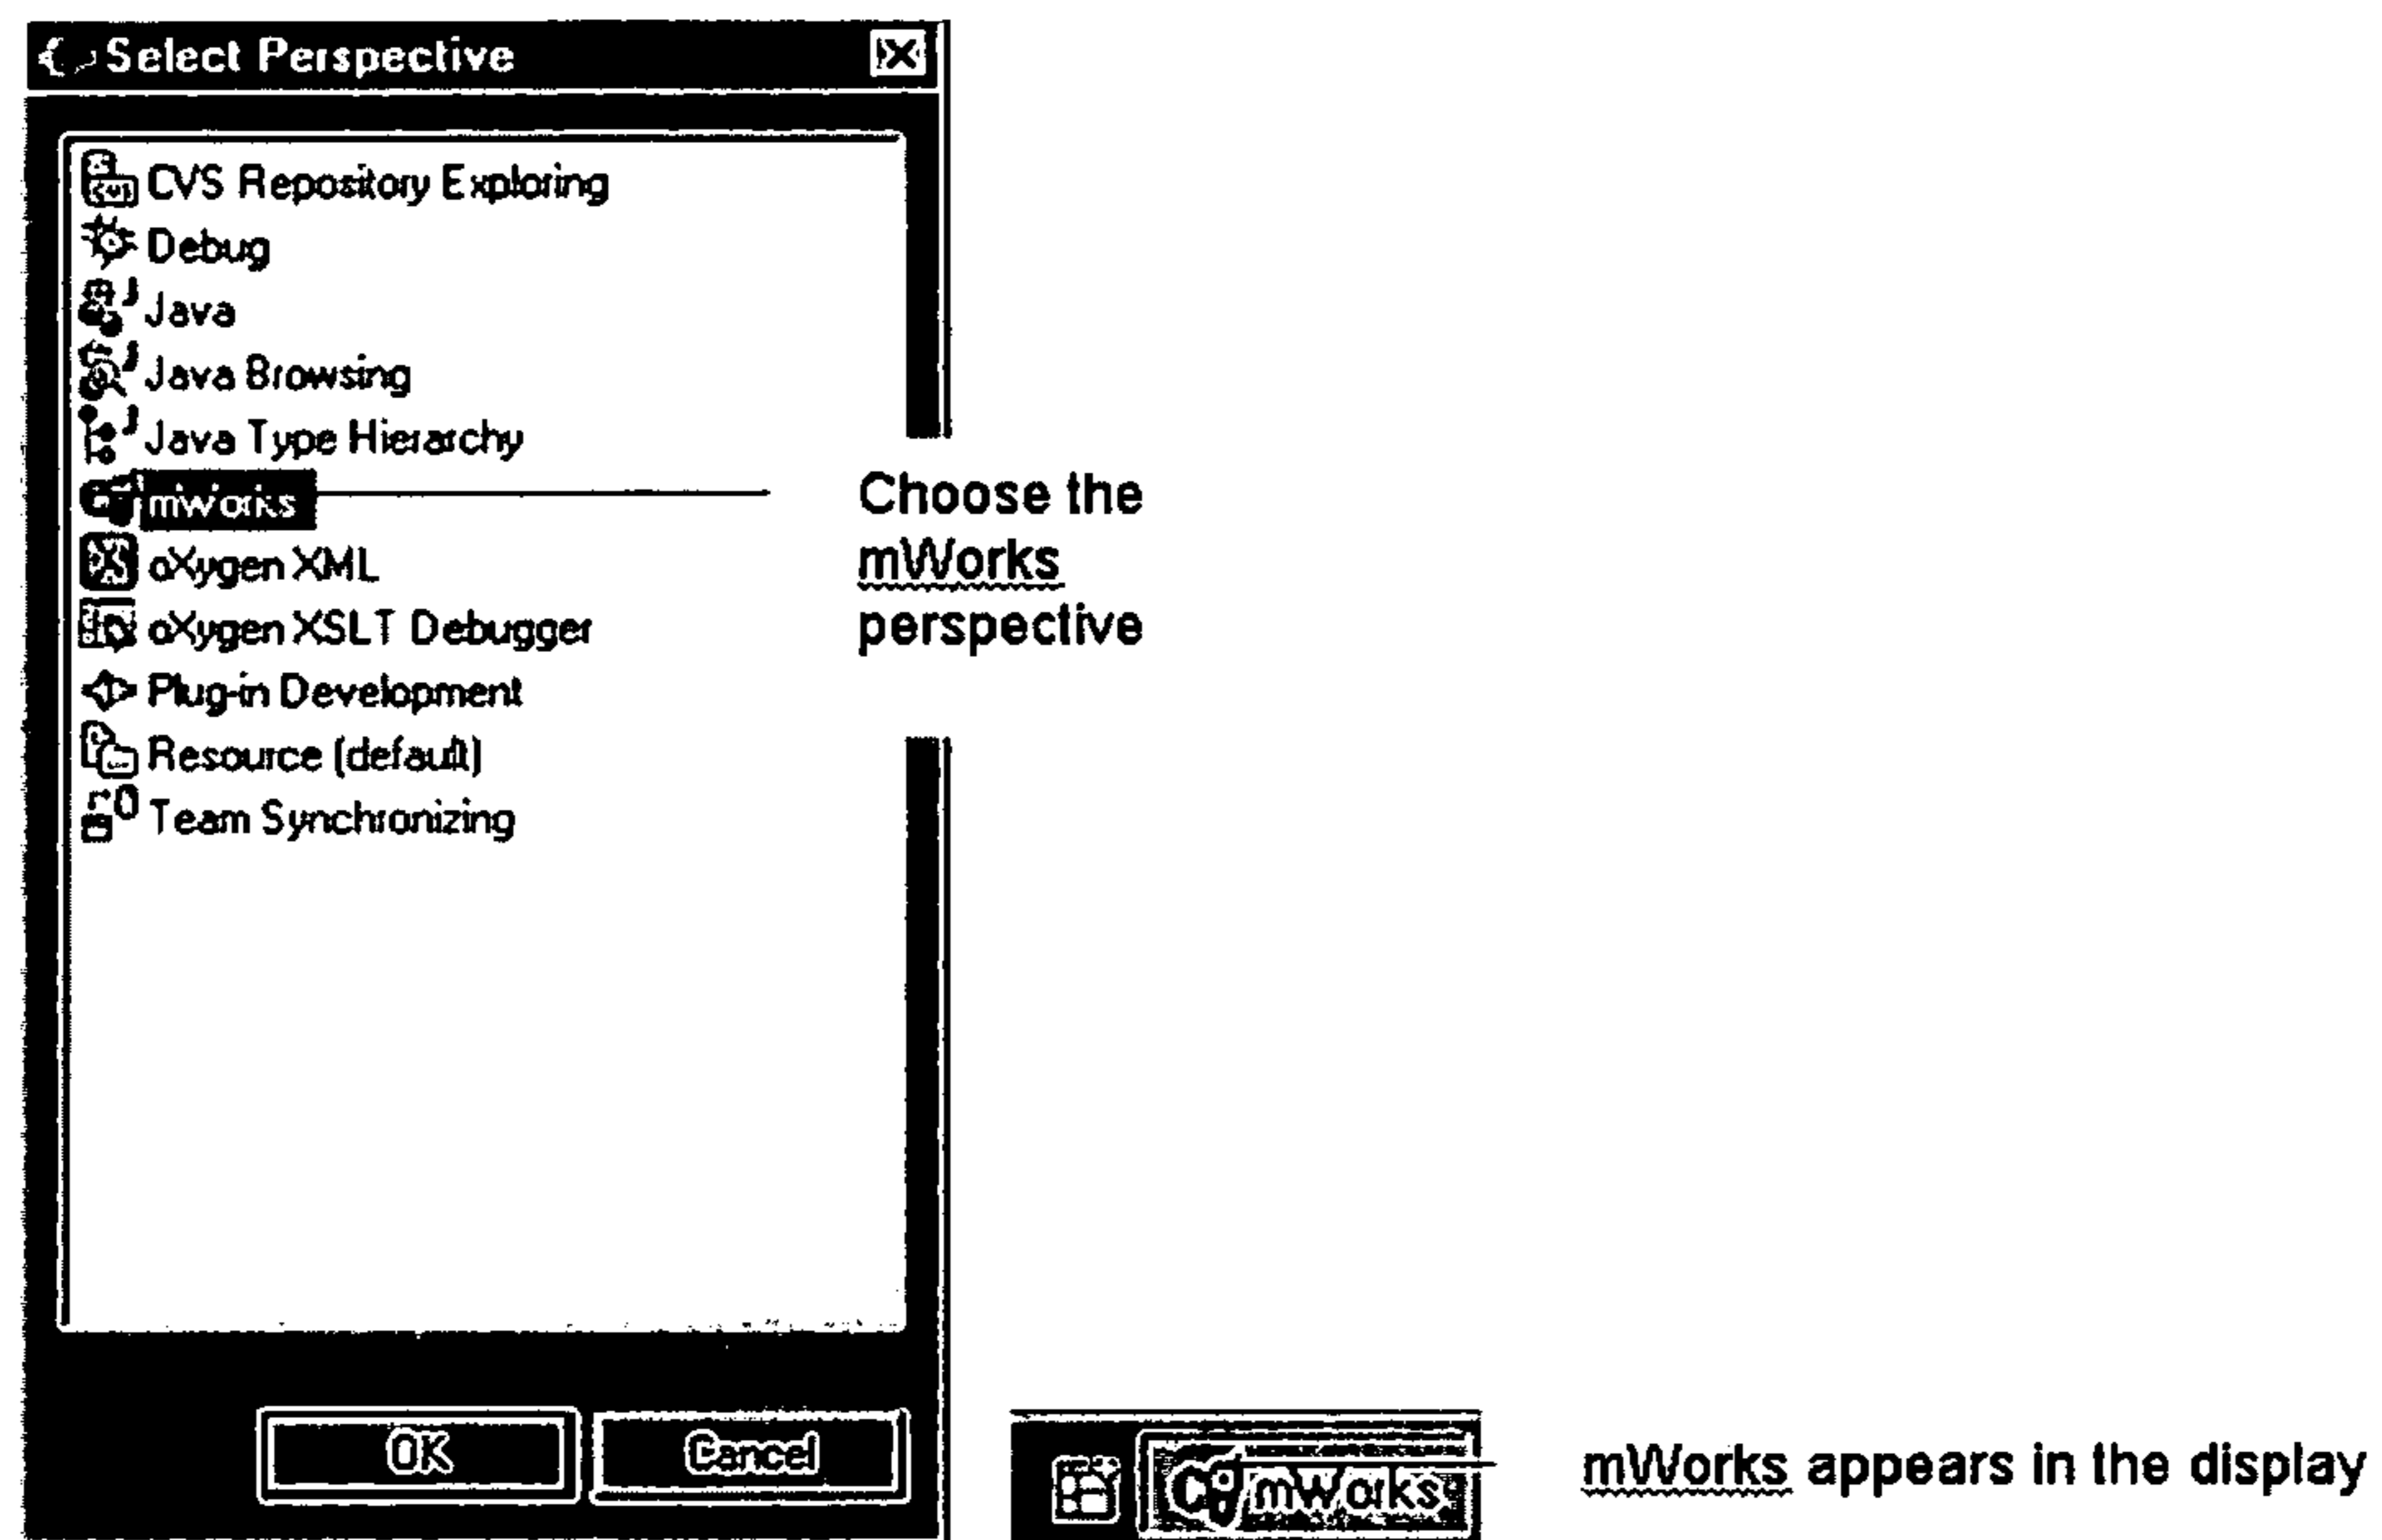 Select Perspective
CVS Repository Exploring
Debug
Java
Java Browsing
Java Type Hierarchy
mWorks
oXygen XML
oXygen XSLT Debugger
Plug-in Development
Resource (default)
Team Synchronizing
Choose the
mWorks
perspective
OK
Cancel
mWorks
mWorks appears in the display